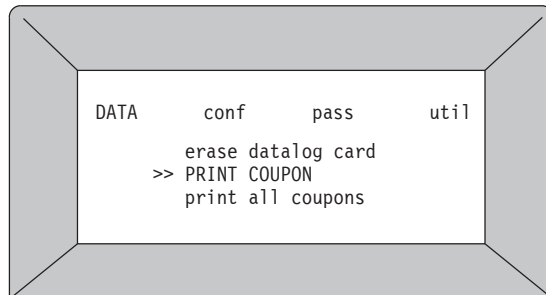 DATA conf pass util
erase datalog card
>> PRINT COUPON
print all coupons